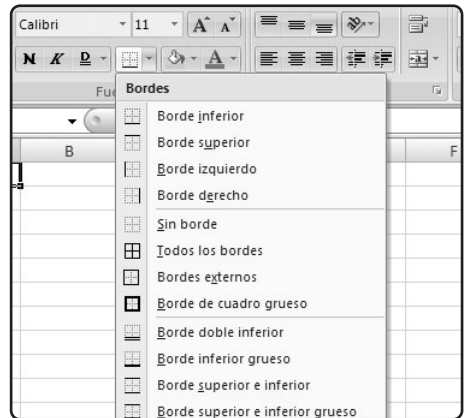 Calibri 11 A A
N K S A
Fue
Bordes
B F
Borde inferior
Borde superior
Borde izquierdo
Borde derecho
Sin borde
Todos los bordes
Bordes externos
Borde de cuadro grueso
Borde doble inferior
Borde inferior grueso
Borde superior e inferior
Borde superior e inferior grueso